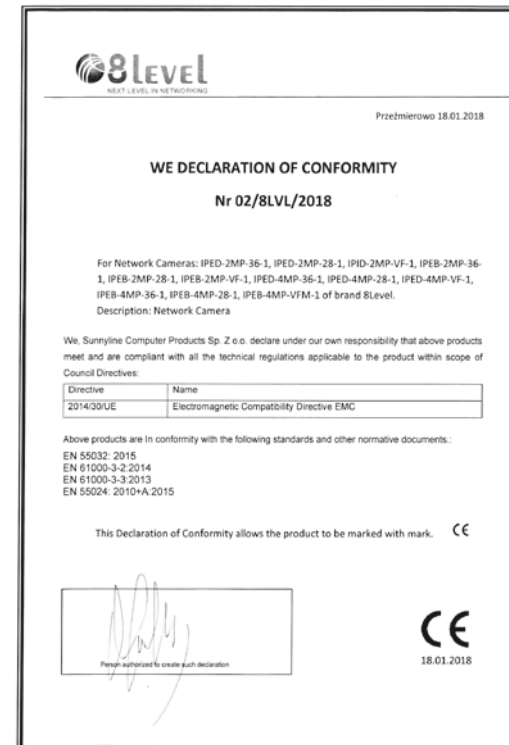 8LEVEL
NEXT LEVEL IN NETWORKING
Przeźmierowo 18.01.2018
WE DECLARATION OF CONFORMITY
Nr 02/8LVL/2018
For Network Cameras: IPED-2MP-36-1, IPED-2MP-28-1, IPID-2MP-VF-1, IPEB-2MP-36-
1, IPEB-2MP-28-1, IPEB-2MP-VF-1, IPED-4MP-36-1, IPED-4MP-28-1, IPED-4MP-VF-1,
IPEB-4MP-36-1, IPEB-4MP-28-1, IPEB-4MP-VFM-1 of brand 8Level.
Description: Network Camera
We, Sunnyline Computer Products Sp. Z o.o. declare under our own responsibility that above products
meet and are compliant with all the technical regulations applicable to the product within scope of
Council Directives:
Directive Name
2014/30/UE Electromagnetic Compatibility Directive EMC
Above products are In conformity with the following standards and other normative documents.:
EN 55032: 2015
EN 61000-3-2:2014
EN 61000-3-3:2013
EN 55024: 2010+A:2015
This Declaration of Conformity allows the product to be marked with mark. CE
Person authorized to create such declaration
CE
18.01.2018